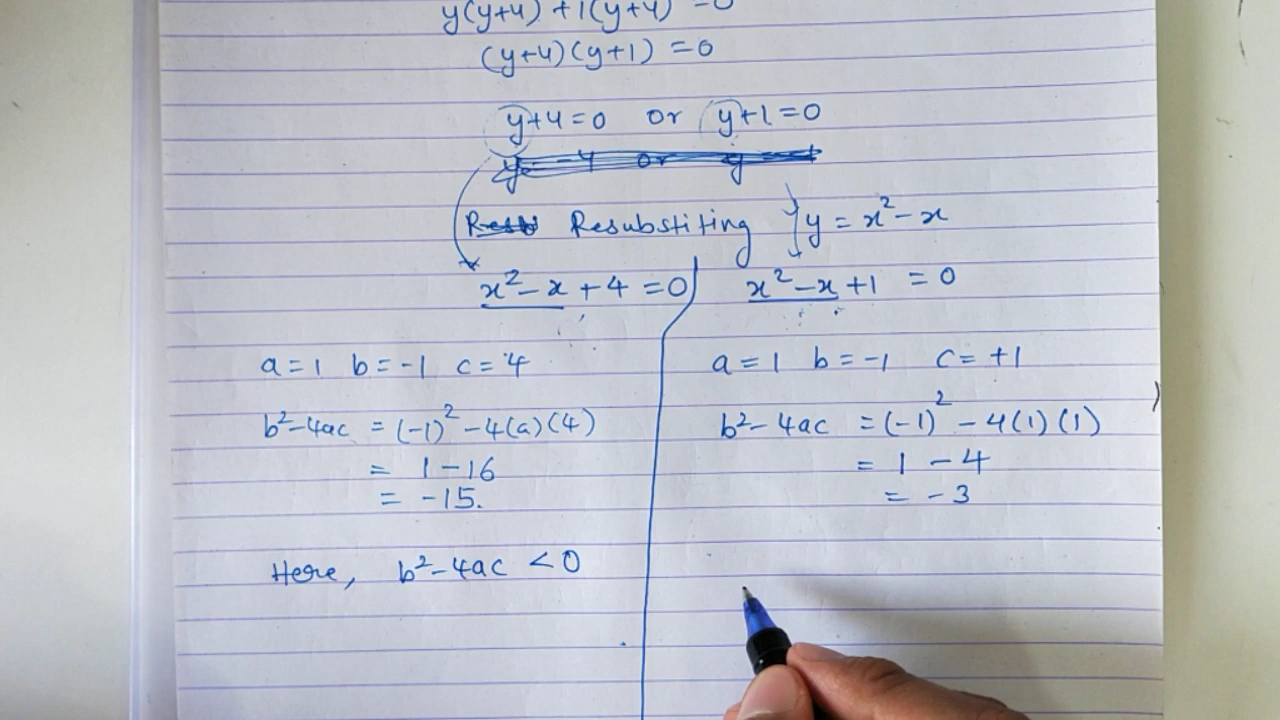 y(y+4) + 1(y+4) = 0
(y+4)(y+1) = 0
y+4=0 or y+1=0
y=-4 or y
Resubstiting y = x² - x
x² - x + 4 = 0 x² - x + 1 = 0
a = 1 b = -1 c = 4
b²-4ac = (-1)² - 4(a)(4)
= 1 - 16
= -15.
Here, b²-4ac < 0
a = 1 b = -1 c = +1
b² - 4ac = (-1)² - 4(1)(1)
= 1 - 4
= -3